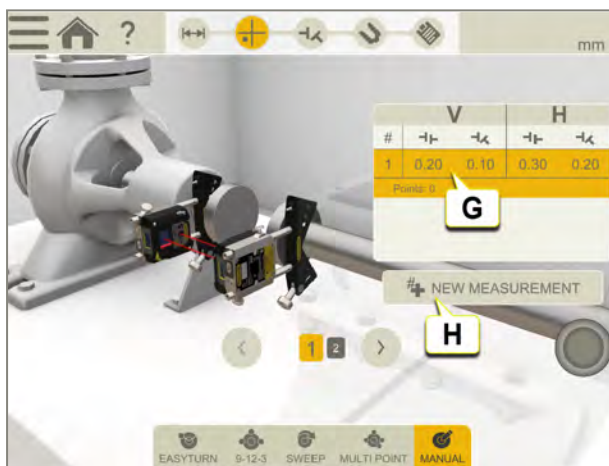 ?
mm
V H
#
1 0.20 0.10 0.30 0.20
Points: 0
G
# NEW MEASUREMENT
H
1 2
EASYTURN 9-12-3 SWEEP MULTI POINT MANUAL